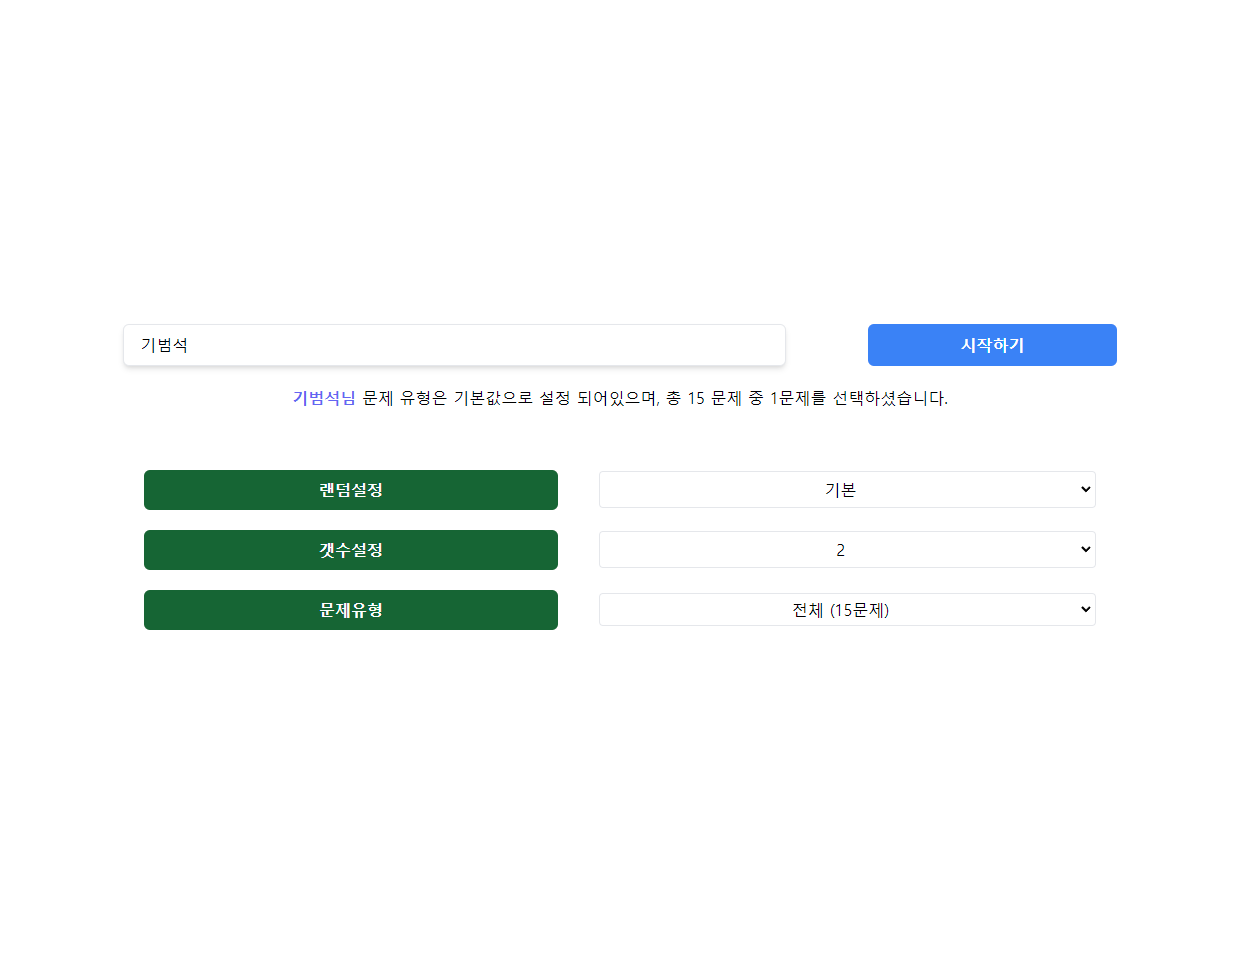 기범석
시작하기
기범석님 문제 유형은 기본값으로 설정 되어있으며, 총 15 문제 중 1문제를 선택하셨습니다.
랜덤설정
기본
갯수설정
2
문제유형
전체 (15문제)